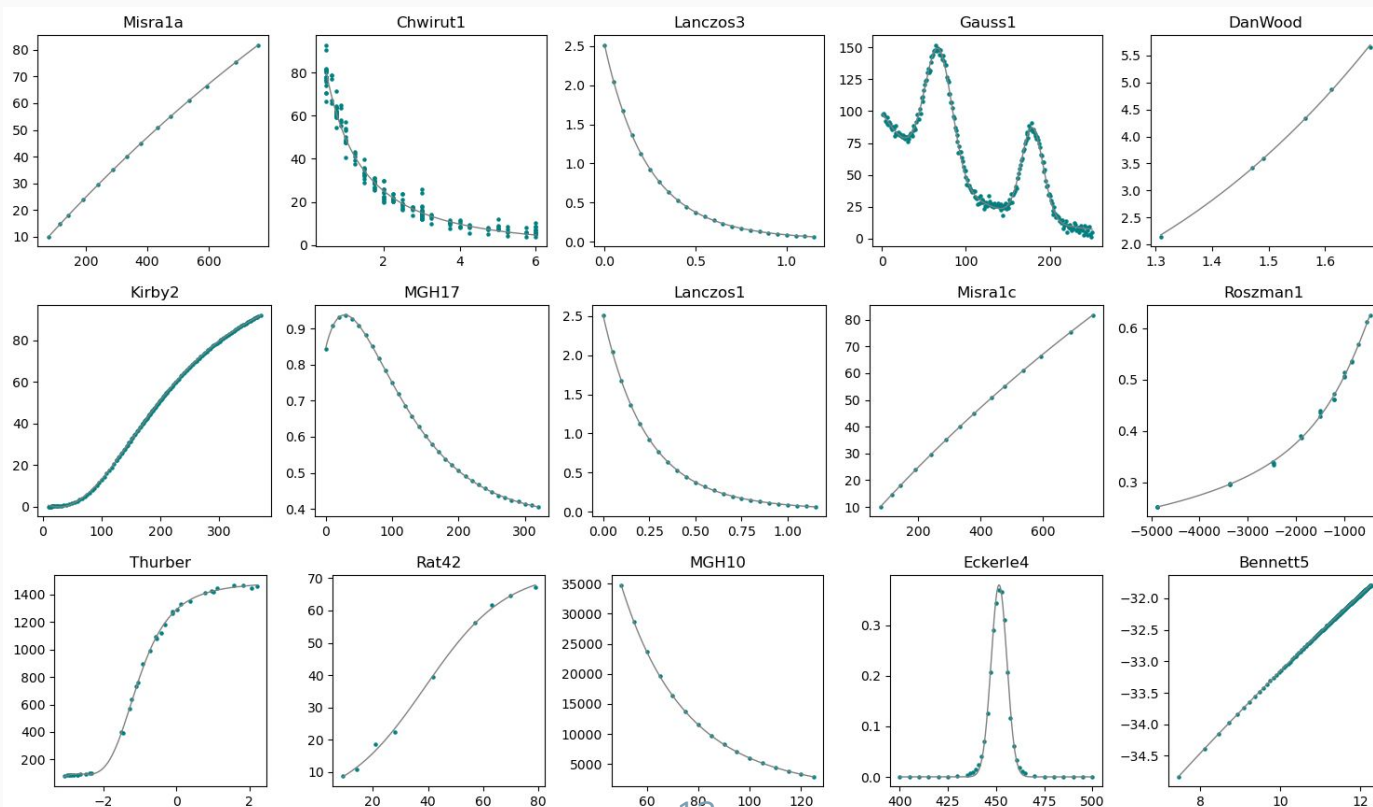 Misra1a Chwirut1 Lanczos3 Gauss1 DanWood
80 70 60 50 40 30 20 10
80 60 40 20 0
2.5 2.0 1.5 1.0 0.5 0.0
150 125 100 75 50 25 0
5.5 5.0 4.5 4.0 3.5 3.0 2.5 2.0
200 400 600
2 4 6
0.0 0.5 1.0
0 100 200
1.3 1.4 1.5 1.6
Kirby2 MGH17 Lanczos1 Misra1c Roszman1
80 60 40 20 0
0.9 0.8 0.7 0.6 0.5 0.4
2.5 2.0 1.5 1.0 0.5 0.0
80 70 60 50 40 30 20 10
0.6 0.5 0.4 0.3
0 100 200 300
0 100 200 300
0.00 0.25 0.50 0.75 1.00
200 400 600
−5000 −4000 −3000 −2000 −1000
Thurber Rat42 MGH10 Eckerle4 Bennett5
1400 1200 1000 800 600 400 200
70 60 50 40 30 20 10
35000 30000 25000 20000 15000 10000 5000
0.3 0.2 0.1 0.0
−32.0 −32.5 −33.0 −33.5 −34.0 −34.5
−2 0 2
20 40 60 80
60 80 100 120
400 425 450 475 500
8 10 12